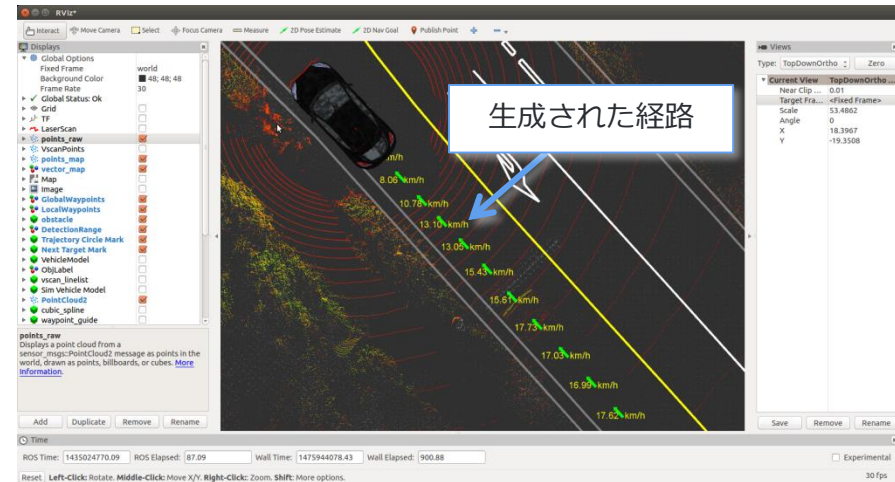 RViz*
Interact Move Camera Select Focus Camera Measure 2D Pose Estimate 2D Nav Goal Publish Point
Displays
Global Options
Fixed Frame world
Background Color 48; 48; 48
Frame Rate 30
Global Status: Ok
Grid
TF
LaserScan
points_raw
VscanPoints
points_map
vector_map
Map
Image
GlobalWaypoints
LocalWaypoints
obstacle
DetectionRange
Trajectory Circle Mark
Next Target Mark
VehicleModel
ObjLabel
vscan_linelist
Sim Vehicle Model
PointCloud2
cubic_spline
waypoint_guide
points_raw
Displays a point cloud from a
sensor_msgs::PointCloud2 message as points in the
world, drawn as points, billboards, or cubes. More
Information.
Add Duplicate Remove Rename
生成された経路
m/h
8.06 km/h
10.78 km/h
13.10 km/h
13.05 km/h
15.43 km/h
15.61 km/h
17.73 km/h
17.03 km/h
16.99 km/h
17.62 km/h
Views
Type: TopDownOrtho Zero
Current View TopDownOrtho ...
Near Clip ... 0.01
Target Fra... <Fixed Frame>
Scale 53.4862
Angle 0
X 18.3967
Y -19.3508
Save Remove Rename
Time
ROS Time: 1435024770.09 ROS Elapsed: 87.09 Wall Time: 1475944078.43 Wall Elapsed: 900.88 Experimental
Reset Left-Click: Rotate. Middle-Click: Move X/Y. Right-Click: Zoom. Shift: More options. 30 fps